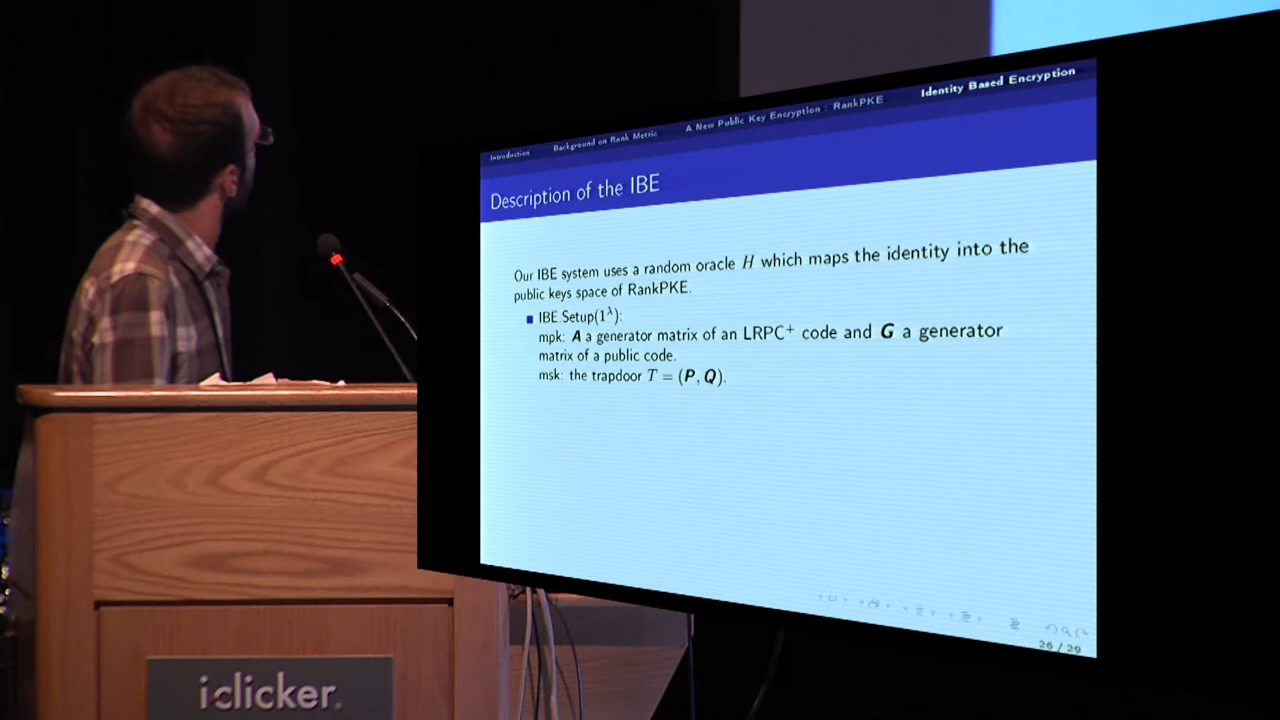 Introduction Background on Rank Metric A New Public Key Encryption : RankPKE Identity Based Encryption
Description of the IBE
Our IBE system uses a random oracle H which maps the identity into the
public keys space of RankPKE.
IBE.Setup(1^λ):
mpk: A a generator matrix of an LRPC⁺ code and G a generator
matrix of a public code.
msk: the trapdoor T = (P, Q).
26 / 29
iclicker.